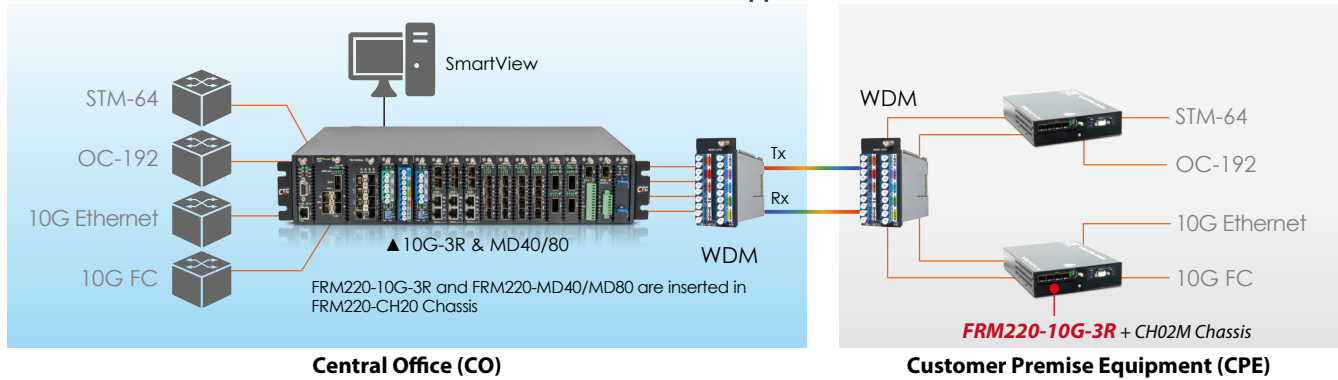 SmartView
STM-64
OC-192
10G Ethernet
10G FC
CTC
▲10G-3R & MD40/80
FRM220-10G-3R and FRM220-MD40/MD80 are inserted in
FRM220-CH20 Chassis
WDM
Tx
Rx
WDM
STM-64
OC-192
10G Ethernet
10G FC
FRM220-10G-3R + CH02M Chassis
Central Office (CO)
Customer Premise Equipment (CPE)